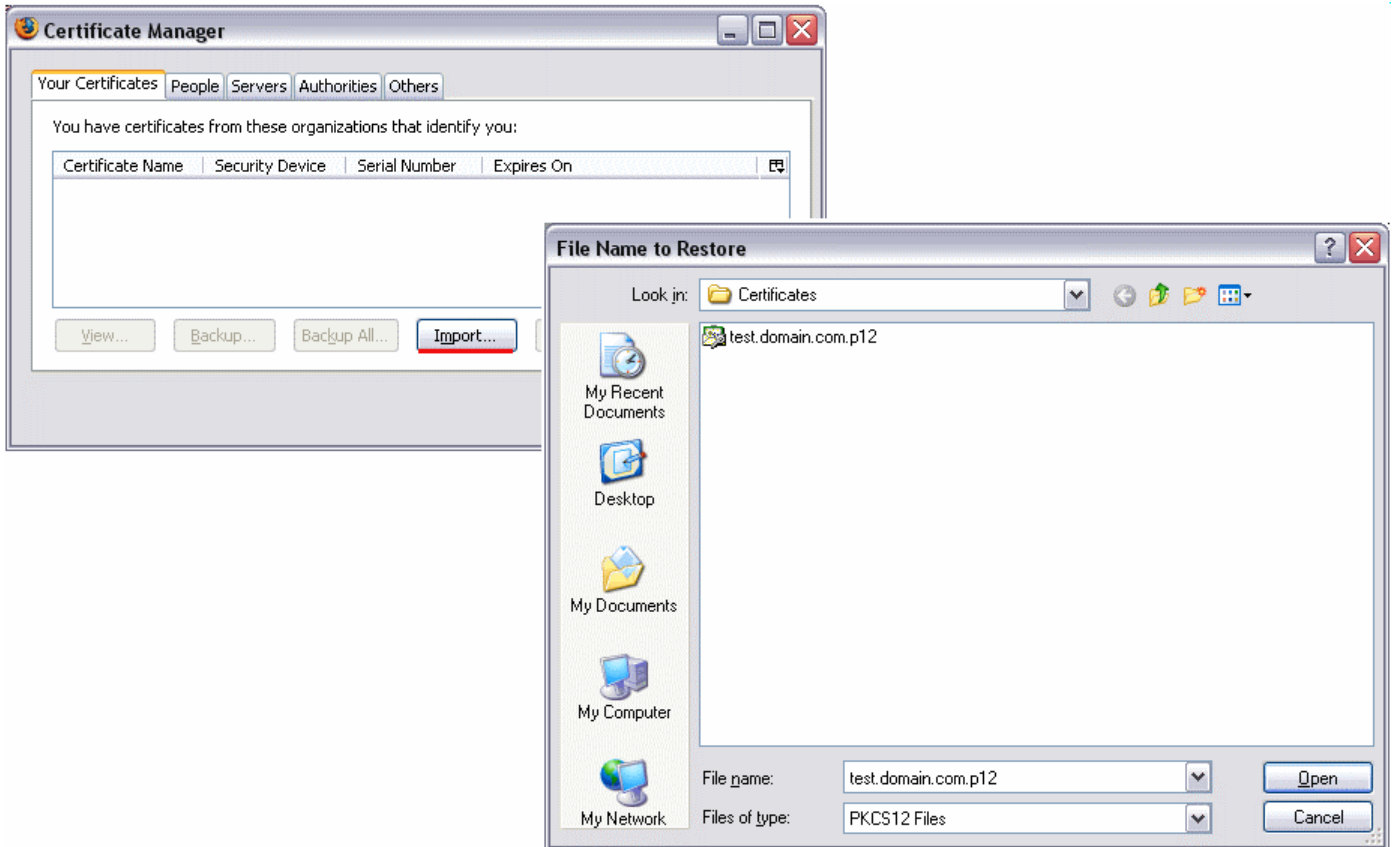 Certificate Manager
Your Certificates People Servers Authorities Others
You have certificates from these organizations that identify you:
Certificate Name Security Device Serial Number Expires On
View... Backup... Backup All... Import...
File Name to Restore
Look in: Certificates
test.domain.com.p12
My Recent
Documents
Desktop
My Documents
My Computer
My Network
File name: test.domain.com.p12 Open
Files of type: PKCS12 Files Cancel